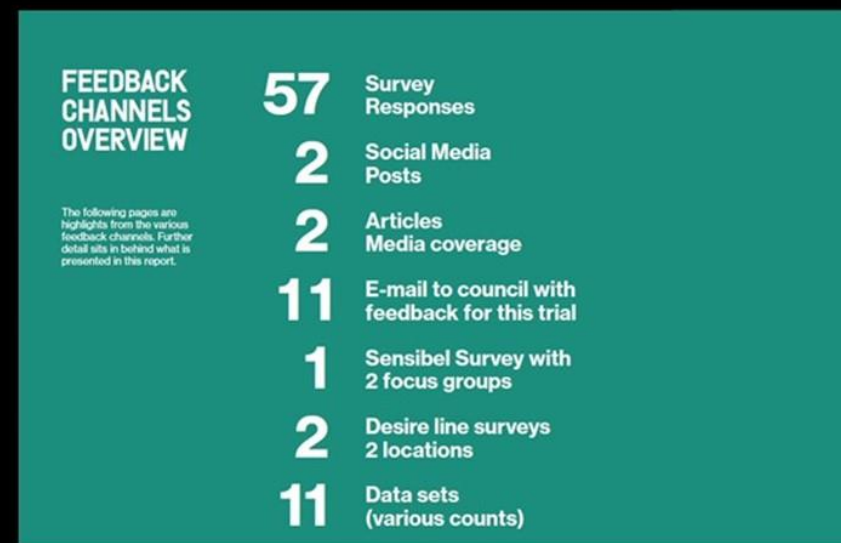 FEEDBACK
CHANNELS
OVERVIEW
The following pages are
highlights from the various
feedback channels. Further
detail sits in behind what is
presented in this report.
57 Survey
Responses
2 Social Media
Posts
2 Articles
Media coverage
11 E-mail to council with
feedback for this trial
1 Sensibel Survey with
2 focus groups
2 Desire line surveys
2 locations
11 Data sets
(various counts)